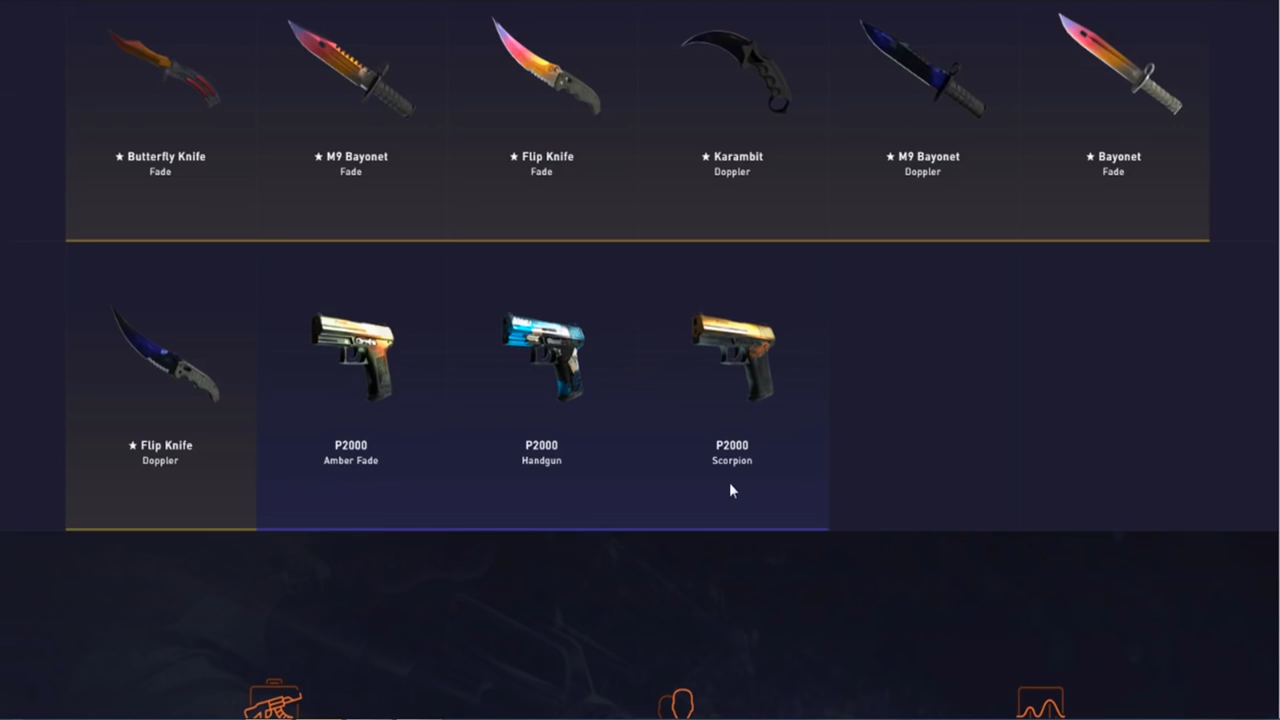 ★ Butterfly Knife
Fade
★ M9 Bayonet
Fade
★ Flip Knife
Fade
★ Karambit
Doppler
★ M9 Bayonet
Doppler
★ Bayonet
Fade
★ Flip Knife
Doppler
P2000
Amber Fade
P2000
Handgun
P2000
Scorpion